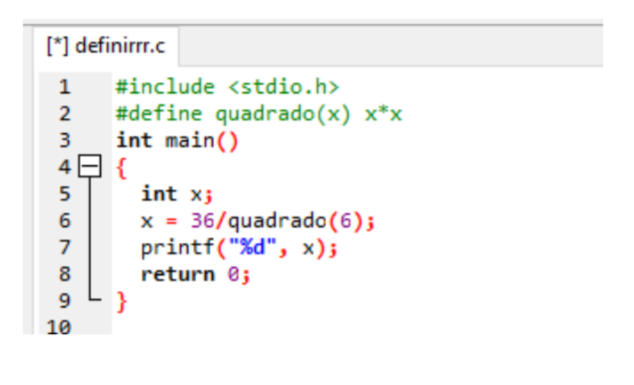 [*] definirrr.c
1 #include <stdio.h>
2 #define quadrado(x) x*x
3 int main()
4 {
5 int x;
6 x = 36/quadrado(6);
7 printf("%d", x);
8 return 0;
9 }
10